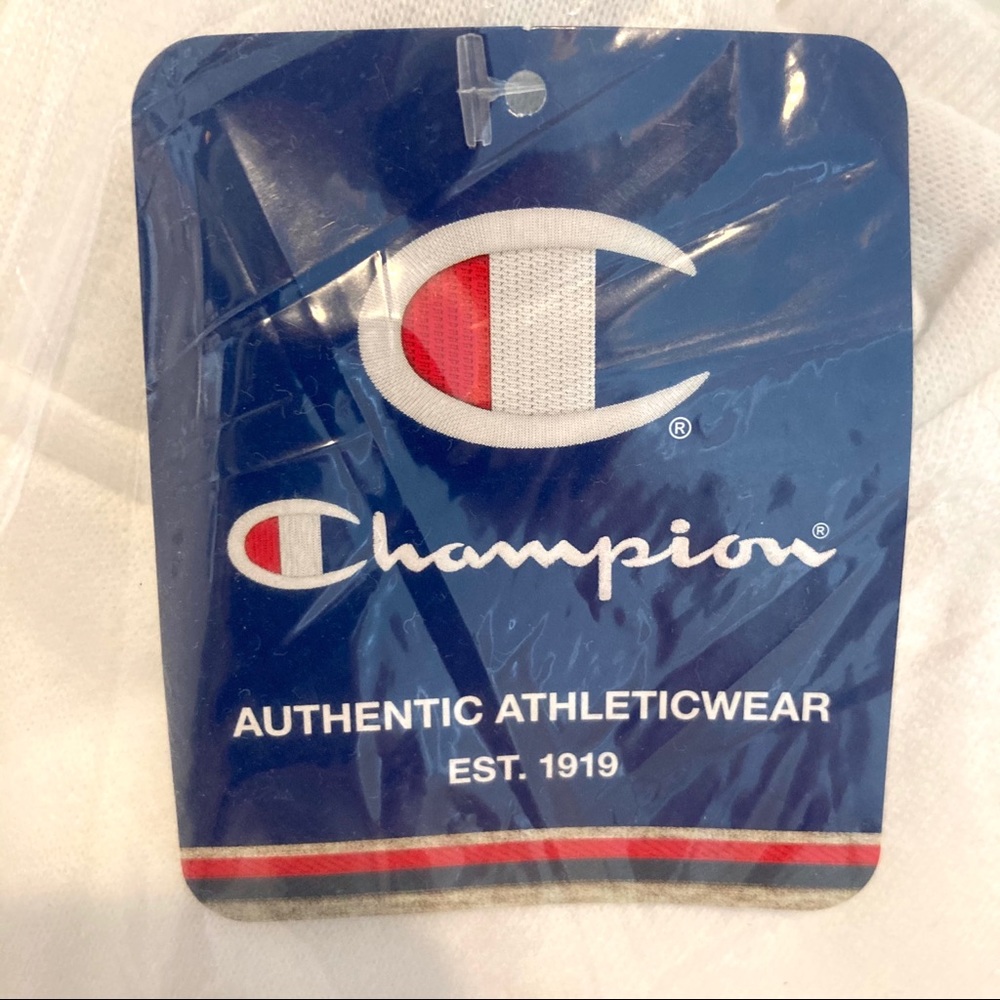 ®
Champion®
AUTHENTIC ATHLETICWEAR
EST. 1919